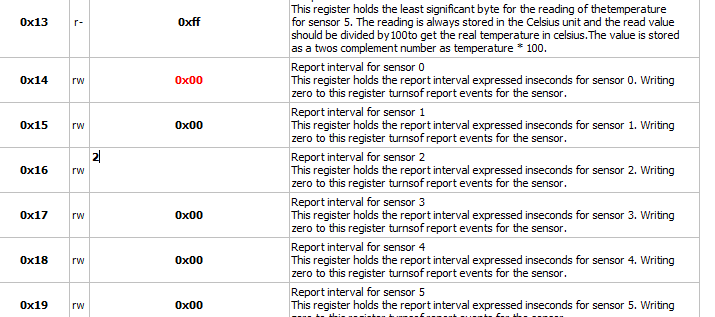 This register holds the least significant byte for the reading of thetemperature
0x13 r- 0xff for sensor 5. The reading is always stored in the Celsius unit and the read value
should be divided by100to get the real temperature in celsius.The value is stored
as a twos complement number as temperature * 100.
Report interval for sensor 0
0x14 rw 0x00 This register holds the report interval expressed inseconds for sensor 0. Writing
zero to this register turnsof report events for the sensor.
Report interval for sensor 1
0x15 rw 0x00 This register holds the report interval expressed inseconds for sensor 1. Writing
zero to this register turnsof report events for the sensor.
2 Report interval for sensor 2
0x16 rw This register holds the report interval expressed inseconds for sensor 2. Writing
zero to this register turnsof report events for the sensor.
Report interval for sensor 3
0x17 rw 0x00 This register holds the report interval expressed inseconds for sensor 3. Writing
zero to this register turnsof report events for the sensor.
Report interval for sensor 4
0x18 rw 0x00 This register holds the report interval expressed inseconds for sensor 4. Writing
zero to this register turnsof report events for the sensor.
Report interval for sensor 5
0x19 rw 0x00 This register holds the report interval expressed inseconds for sensor 5. Writing